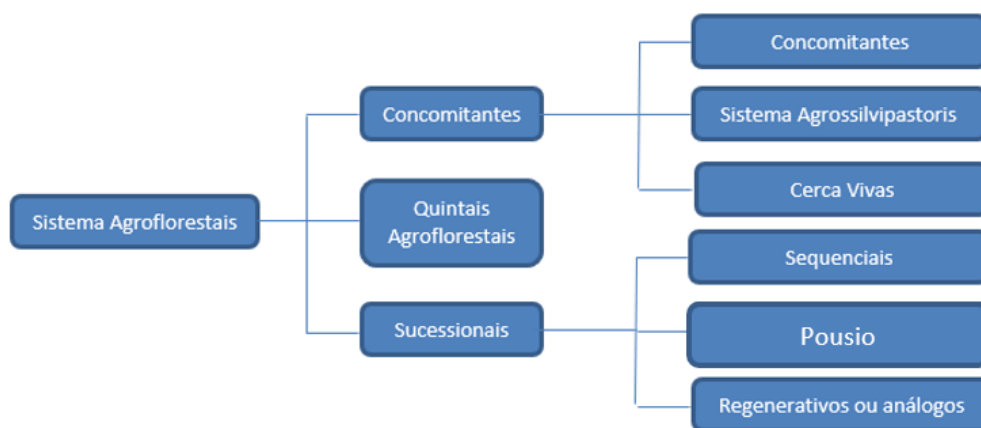 Sistema Agroflorestais
Concomitantes
Quintais
Agroflorestais
Sucessionais
Concomitantes
Sistema Agrossilvipastoris
Cerca Vivas
Sequenciais
Pousio
Regenerativos ou análogos